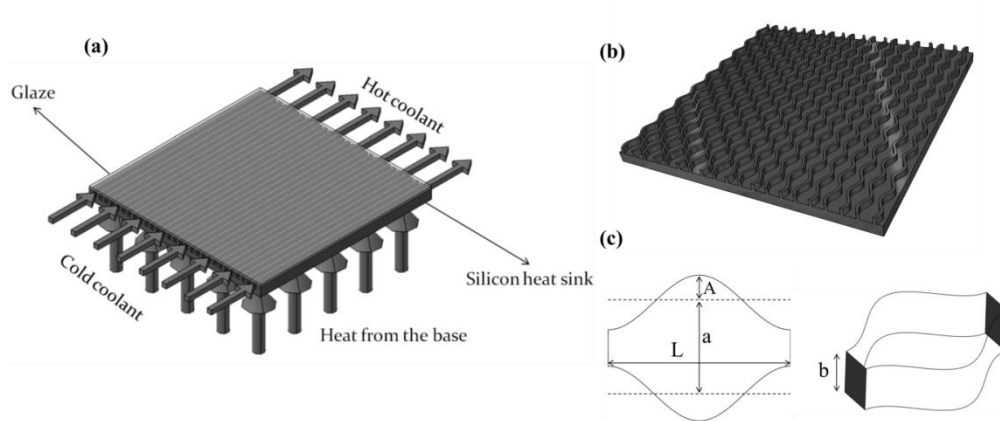 (a)
Glaze
Hot coolant
Cold coolant
Silicon heat sink
Heat from the base
(b)
(c)
A
a
L
b